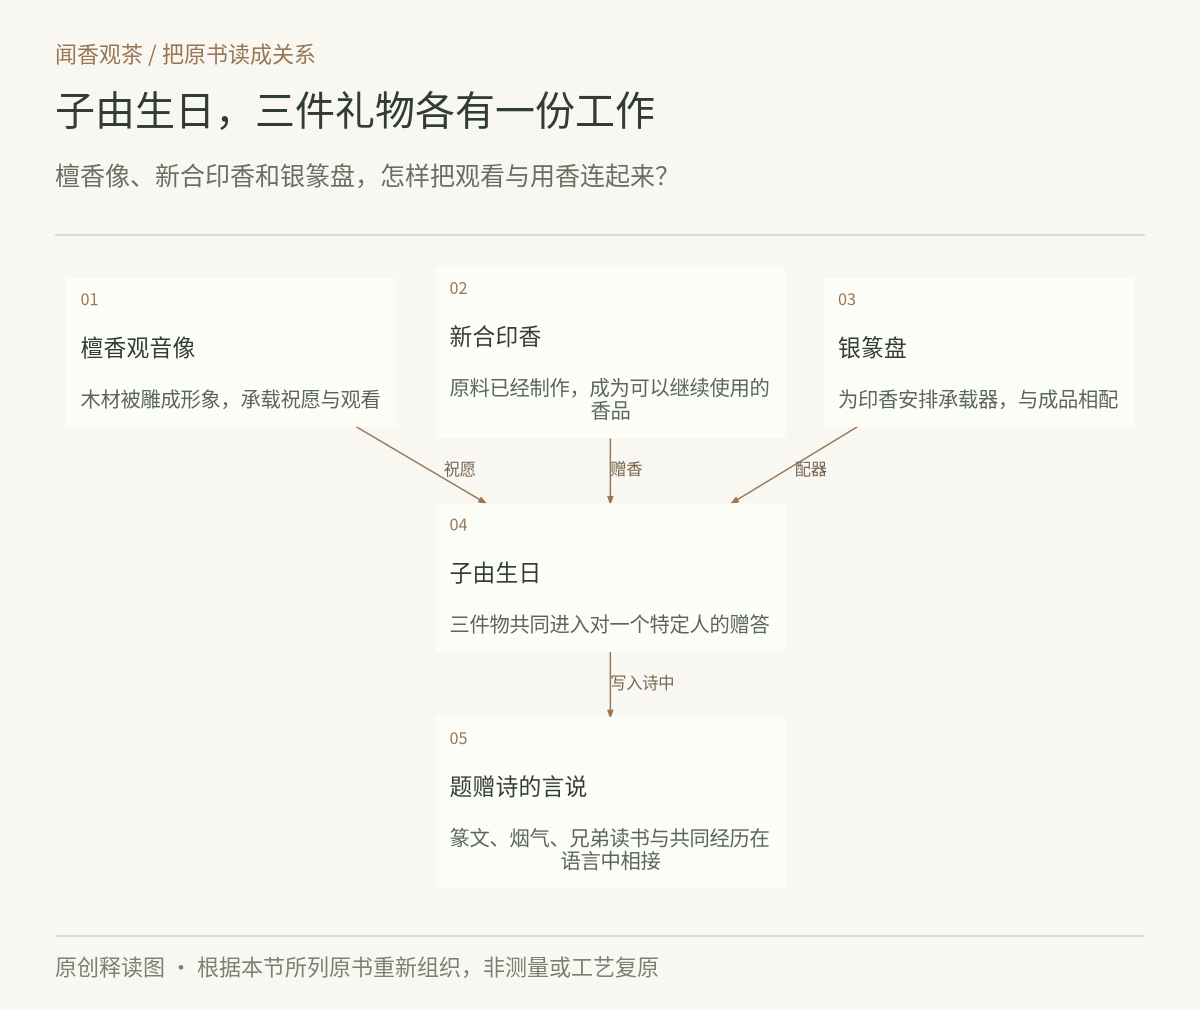 闻香观茶 / 把原书读成关系
子由生日，三件礼物各有一份工作
檀香像、新合印香和银篆盘，怎样把观看与用香连起来？
01
檀香观音像
木材被雕成形象，承载祝愿与观看
02
新合印香
原料已经制作，成为可以继续使用的
香品
03
银篆盘
为印香安排承载器，与成品相配
祝愿
赠香
配器
04
子由生日
三件物共同进入对一个特定人的赠答
写入诗中
05
题赠诗的言说
篆文、烟气、兄弟读书与共同经历在
语言中相接
原创释读图 · 根据本节所列原书重新组织，非测量或工艺复原